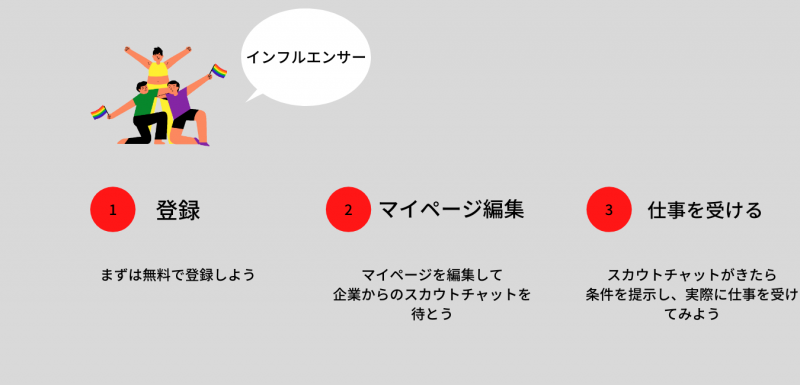 インフルエンサー
1 登録
2 マイページ編集
3 仕事を受ける
まずは無料で登録しよう
マイページを編集して
企業からのスカウトチャットを
待とう
スカウトチャットがきたら
条件を提示し、実際に仕事を受け
てみよう